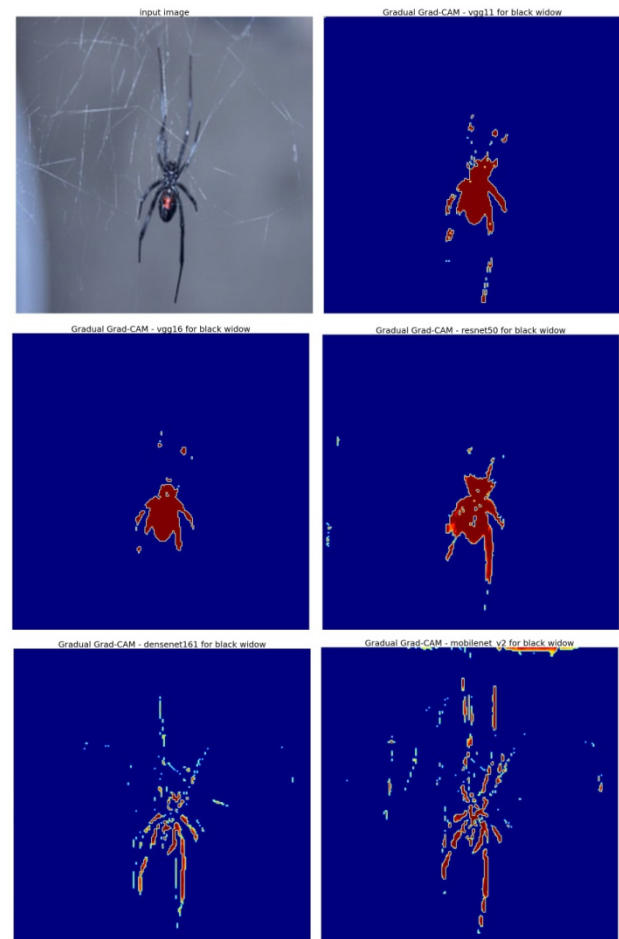 input image
Gradual Grad-CAM - vgg11 for black widow
Gradual Grad-CAM - vgg16 for black widow
Gradual Grad-CAM - resnet50 for black widow
Gradual Grad-CAM - densenet161 for black widow
Gradual Grad-CAM - mobilenet_v2 for black widow